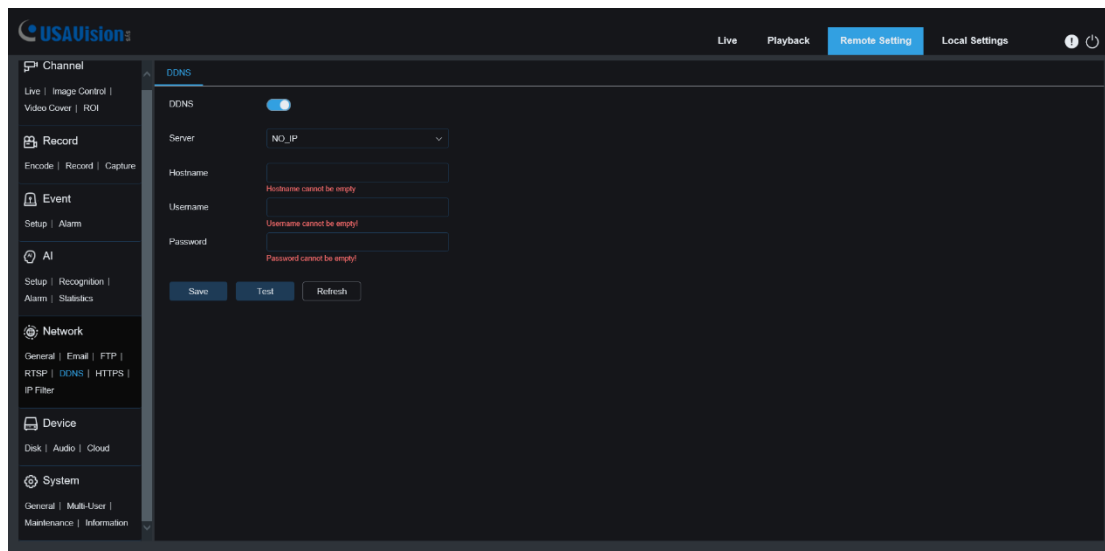 USAVision
Live Playback Remote Setting Local Settings
Channel
Live | Image Control |
Video Cover | ROI
Record
Encode | Record | Capture
Event
Setup | Alarm
AI
Setup | Recognition |
Alarm | Statistics
Network
General | Email | FTP |
RTSP | DDNS | HTTPS |
IP Filter
Device
Disk | Audio | Cloud
System
General | Multi-User |
Maintenance | Information
DDNS
DDNS
Server NO_IP
Hostname
Hostname cannot be empty
Username
Username cannot be empty!
Password
Password cannot be empty!
Save Test Refresh